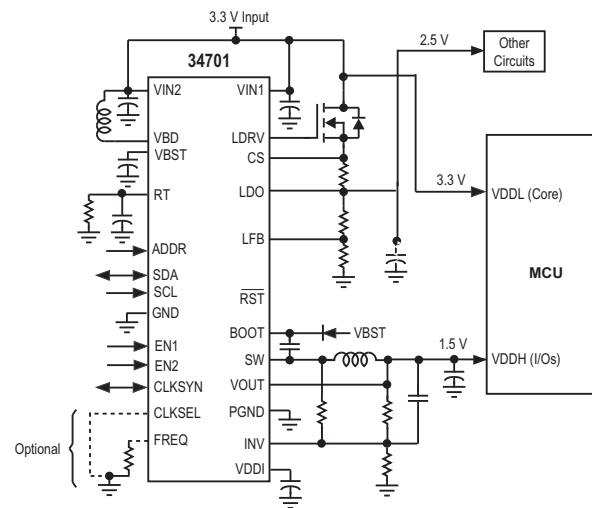 3.3 V Input
2.5 V
Other
Circuits
34701
VIN2
VIN1
VBD
LDRV
VBST
CS
RT
LDO
3.3 V
VDDL (Core)
LFB
ADDR
SDA
SCL
RST
MCU
GND
BOOT
VBST
EN1
SW
1.5 V
VDDH (I/Os)
EN2
VOUT
CLKSYN
CLKSEL
PGND
Optional
FREQ
INV
VDDI